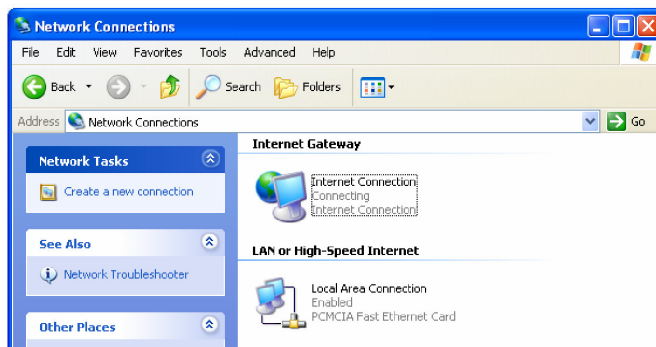 Network Connections
File Edit View Favorites Tools Advanced Help
Back Search Folders
Address Network Connections Go
Network Tasks
Create a new connection
See Also
Network Troubleshooter
Other Places
Internet Gateway
Internet Connection
Connecting
Internet Connection
LAN or High-Speed Internet
Local Area Connection
Enabled
PCMCIA Fast Ethernet Card